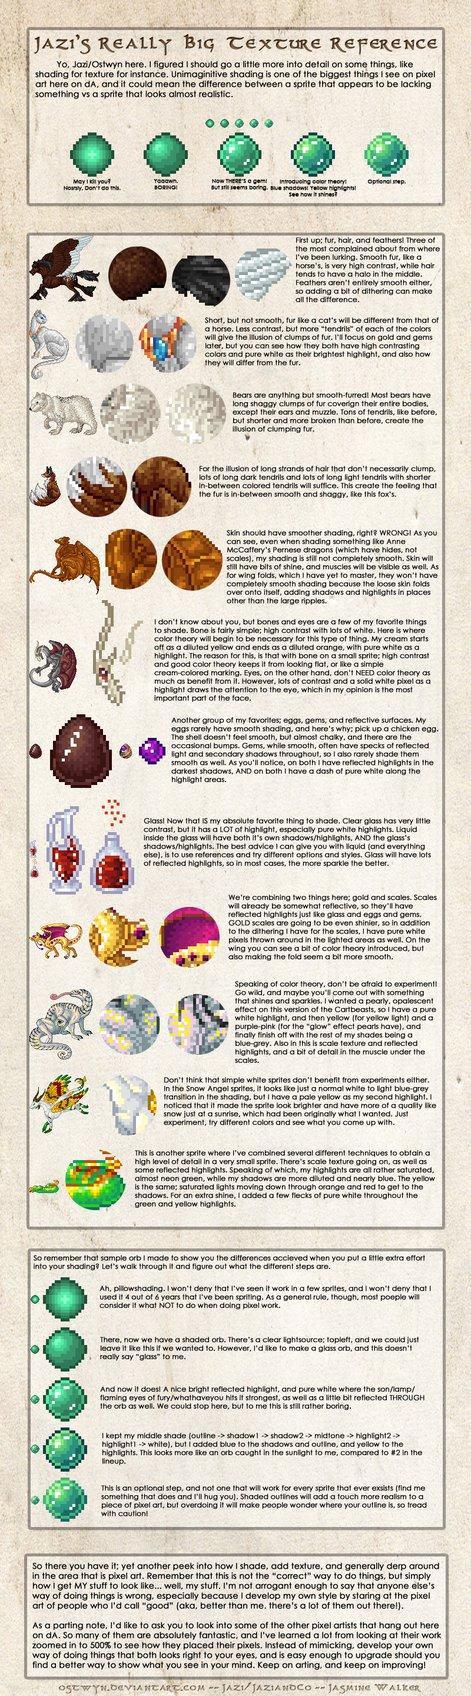 Jazi's Really Big Texture Reference
Yo, Jazi/Ostwyn here. I figured I should go a little more into detail on some things, like
shading for texture for instance. Unimaginitive shading is one of the biggest things I see on pixel
art here on dA, and it could mean the difference between a sprite that appears to be lacking
something vs a sprite that looks almost realistic.
May I kill you?
Nostsly, Don't do this.
Yaaawn.
BORING!
Now THERE's a gem!
But still seems boring.
Introducing color theory!
Blue shadows! Yellow highlights!
See how it shines?
Optional step.
First up; fur, hair, and feathers! Three of
the most complained about from where
I've been lurking. Smooth fur, like a
horse's, is very high contrast, while hair
tends to have a halo in the middle.
Feathers aren't entirely smooth either,
so adding a bit of dithering can make
all the difference.
Short, but not smooth, fur like a cat's will be different from that of
a horse. Less contrast, but more "tendrils" of each of the colors
will give the illusion of clumps of fur. I'll focus on gold and gems
later, but you can see how they both have high contrasting
colors and pure white as their brightest highlight, and also how
they will differ from the fur.
Bears are anything but smooth-furred! Most bears have
long shaggy clumps of fur coverign their entire bodies,
except their ears and muzzle. Tons of tendrils, like before,
but shorter and more broken than before, create the
illusion of clumping fur.
For the illusion of long strands of hair that don't necessarily clump,
lots of long dark tendrils and lots of long light tendrils with shorter
in-between colored tendrils will suffice. This create the feeling that
the fur is in-between smooth and shaggy, like this fox's.
Skin should have smoother shading, right? WRONG! As you
can see, even when shading something like Anne
McCaffery's Pernese dragons (which have hides, not
scales), my shading is still not completely smooth. Skin will
still have bits of shine, and muscles will be visible as well. As
for wing folds, which I have yet to master, they won't have
completely smooth shading because the loose skin folds
over onto itself, adding shadows and highlights in places
other than the large ripples.
I don't know about you, but bones and eyes are a few of my favorite things
to shade. Bone is fairly simple; high contrast with lots of white. Here is where
color theory will begin to be necessary for this type of thing. My cream starts
off as a diluted yellow and ends as a diluted orange, with pure white as a
highlight. The reason for this, is that with bone on a small sprite; high contrast
and good color theory keeps it from looking flat, or like a simple
cream-colored marking. Eyes, on the other hand, don't NEED color theory as
much as benefit from it. However, lots of contrast and a solid white pixel as a
highlight draws the attention to the eye, which in my opinion is the most
important part of the face,
Another group of my favorites; eggs, gems, and reflective surfaces. My
eggs rarely have smooth shading, and here's why; pick up a chicken egg.
The shell doesn't feel smooth, but almost chalky, and there are the
occasional bumps. Gems, while smooth, often have specks of reflected
light and secondary shadows throughout, so I also rarely shade them
smooth as well. As you'll notice, on both I have reflected highlights in the
darkest shadows, AND on both I have a dash of pure white along the
highlight areas.
Glass! Now that IS my absolute favorite thing to shade. Clear glass has very little
contrast, but it has a LOT of highlight, especially pure white highlights. Liquid
inside the glass will have both it's own shadows/highlights, AND the glass's
shadows/highlights. The best advice I can give you with liquid (and everything
else), is to use references and try different options and styles. Glass will have lots
of reflected highlights, so in most cases, the more sparkle the better.
We're combining two things here; gold and scales. Scales
will already be somewhat reflective, so they'll have
reflected highlights just like glass and eggs and gems.
GOLD scales are going to be even shinier, so in addition
to the dithering I have for the scales, I have pure white
pixels thrown around in the lighted areas as well. On the
wing you can see a bit of color theory introduced, but
also making the fold seem a bit more smooth.
Speaking of color theory, don't be afraid to experiment!
Go wild, and maybe you'll come out with something
that shines and sparkles. I wanted a pearly, opalescent
effect on this version of the Cartbeasts, so I have a pure
white highlight, and then yellow (for yellow light) and a
purple-pink (for the "glow" effect pearls have), and
finally finish off with the rest of my shades being a
blue-grey. Also in this is scale texture and reflected
highlights, and a bit of detail in the muscle under the
scales.
Don't think that simple white sprites don't benefit from experiments either.
In the Snow Angel sprites, it looks like just a normal white to light blue-grey
transition in the shading, but I have a pale yellow as my second highlight. I
noticed that it made the sprite look brighter and have more of a quality like
snow just at a sunrise, which had been originally what I wanted. Just
experiment, try different colors and see what you come up with.
This is another sprite where I've combined several different techniques to obtain a
high level of detail in a very small sprite. There's scale texture going on, as well as
some reflected highlights. Speaking of which, my highlights are all rather saturated,
almost neon green, while my shadows are more diluted and nearly blue. The yellow
is the same; saturated lights moving down through orange and red to get to the
shadows. For an extra shine, I added a few flecks of pure white throughout the
green and yellow highlights.
So remember that sample orb I made to show you the differences accieved when you put a little extra effort
into your shading? Let's walk through it and figure out what the different steps are.
Ah, pillowshading. I won't deny that I've seen it work in a few sprites, and i won't deny that I
used it 4 out of 6 years that I've been spriting. As a general rule, though, most poeple will
consider it what NOT to do when doing pixel work.
There, now we have a shaded orb. There's a clear lightsource; topleft, and we could just
leave it like this if we wanted to. However, I'd like to make a glass orb, and this doesn't
really say "glass" to me.
And now it does! A nice bright reflected highlight, and pure white where the son/lamp/
flaming eyes of fury/whathaveyou hits it strongest, as well as a little bit reflected THROUGH
the orb as well. We could stop here, but to me this is still rather boring.
I kept my middle shade (outline -> shadow1 -> shadow2 -> midtone -> highlight2 ->
highlight1 -> white), but I added blue to the shadows and outline, and yellow to the
highlights. This looks more like an orb caught in the sunlight to me, compared to #2 in the
lineup.
This is an optional step, and not one that will work for every sprite that ever exsists (find me
something that does and I'll hug you). Shaded outlines will add a touch more realism to a
piece of pixel art, but overdoing it will make people wonder where your outline is, so tread
with caution!
So there you have it; yet another peek into how I shade, add texture, and generally derp around
in the area that is pixel art. Remember that this is not the "correct" way to do things, but simply
how I get MY stuff to look like... well, my stuff. I'm not arrogant enough to say that anyone else's
way of doing things is wrong, especially because I develop my own style by staring at the pixel
art of people who I'd call "good" (aka, better than me. there's a lot of them out there!).
As a parting note, I'd like to ask you to look into some of the other pixel artists that hang out here
on dA. So many of them are absolutely fantastic, and I've learned a lot from looking at their work
zoomed in to 500% to see how they placed their pixels. Instead of mimicking, develop your own
way of doing things that both looks right to your eyes, and is easy enough to upgrade should you
find a better way to show what you see in your mind. Keep on arting, and keep on improving!
ostwyn.deviantart.com -- Jazi/JaziandCo -- Jasmine Walker